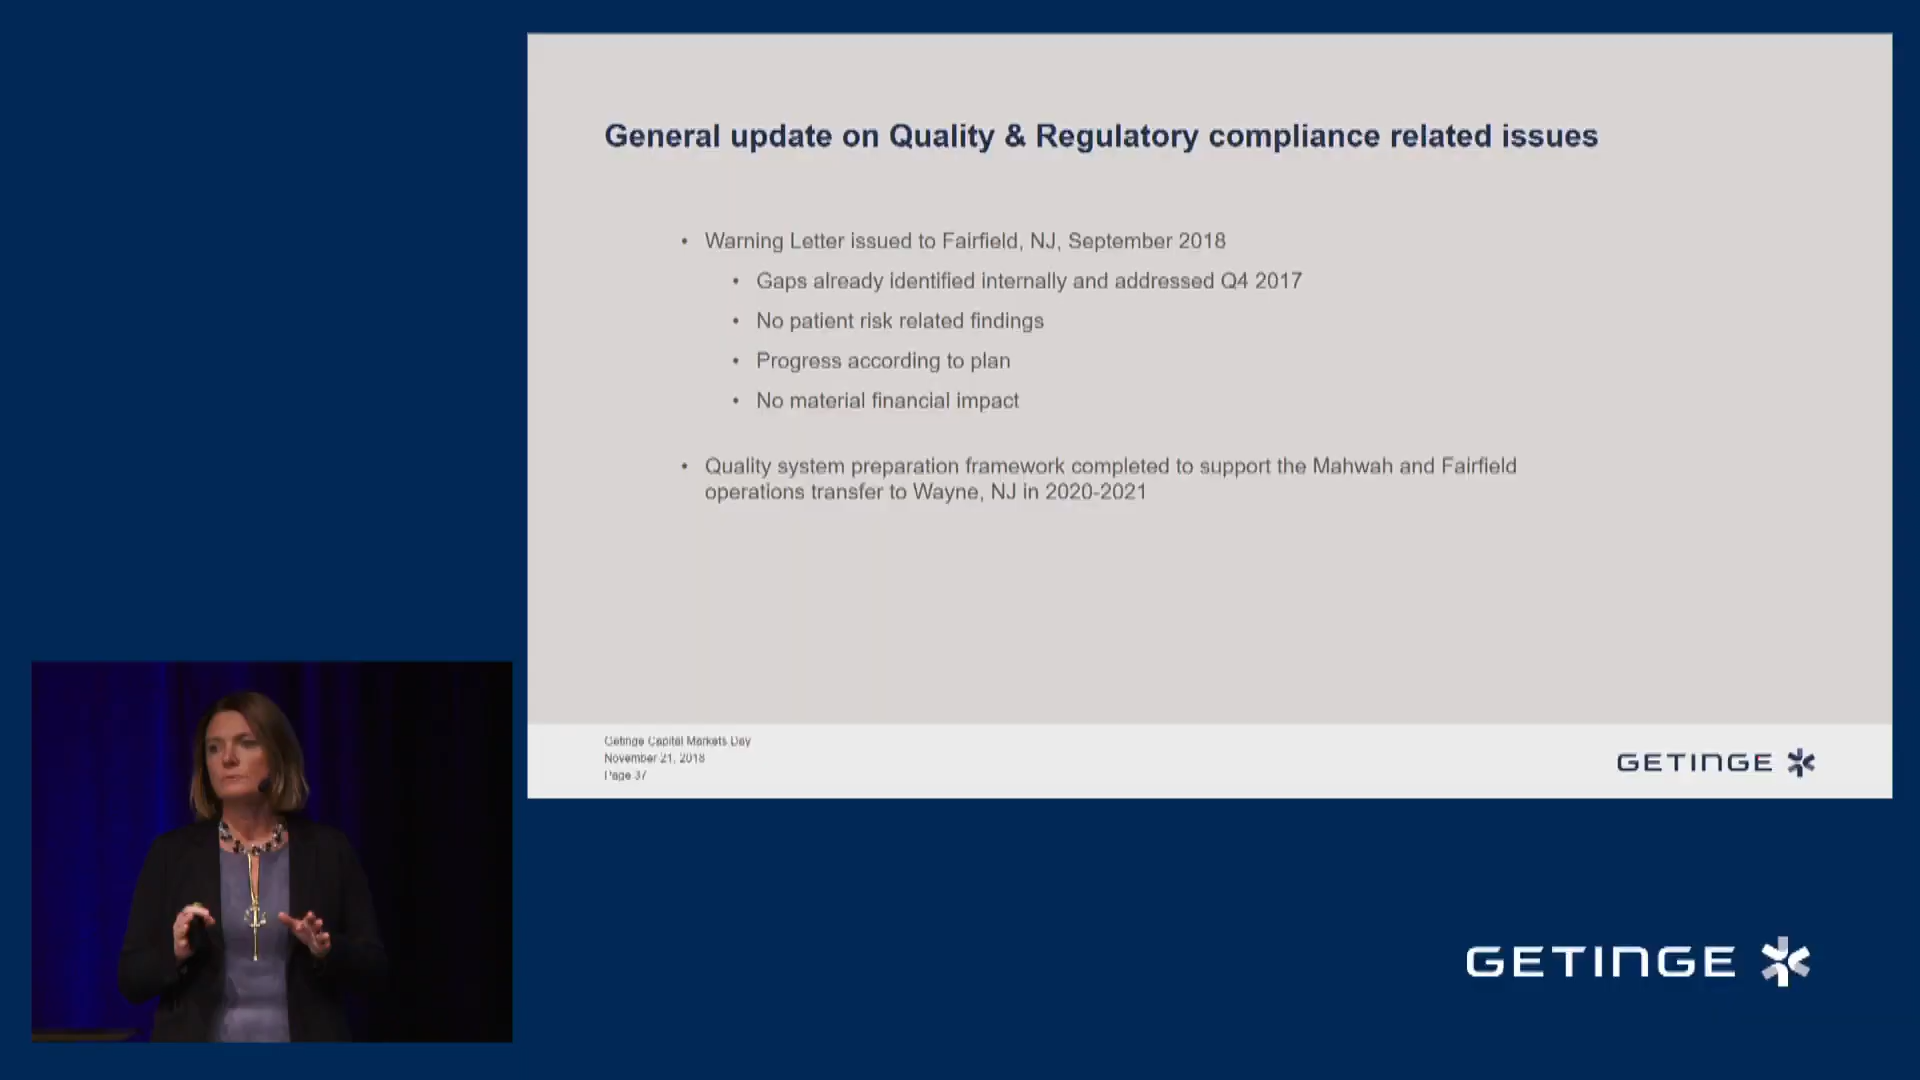 General update on Quality & Regulatory compliance related issues
• Warning Letter issued to Fairfield, NJ, September 2018
• Gaps already identified internally and addressed Q4 2017
• No patient risk related findings
• Progress according to plan
• No material financial impact
• Quality system preparation framework completed to support the Mahwah and Fairfield
operations transfer to Wayne, NJ in 2020-2021
Getinge Capital Markets Day
November 21, 2018
Page 37
GETINGE
GETINGE